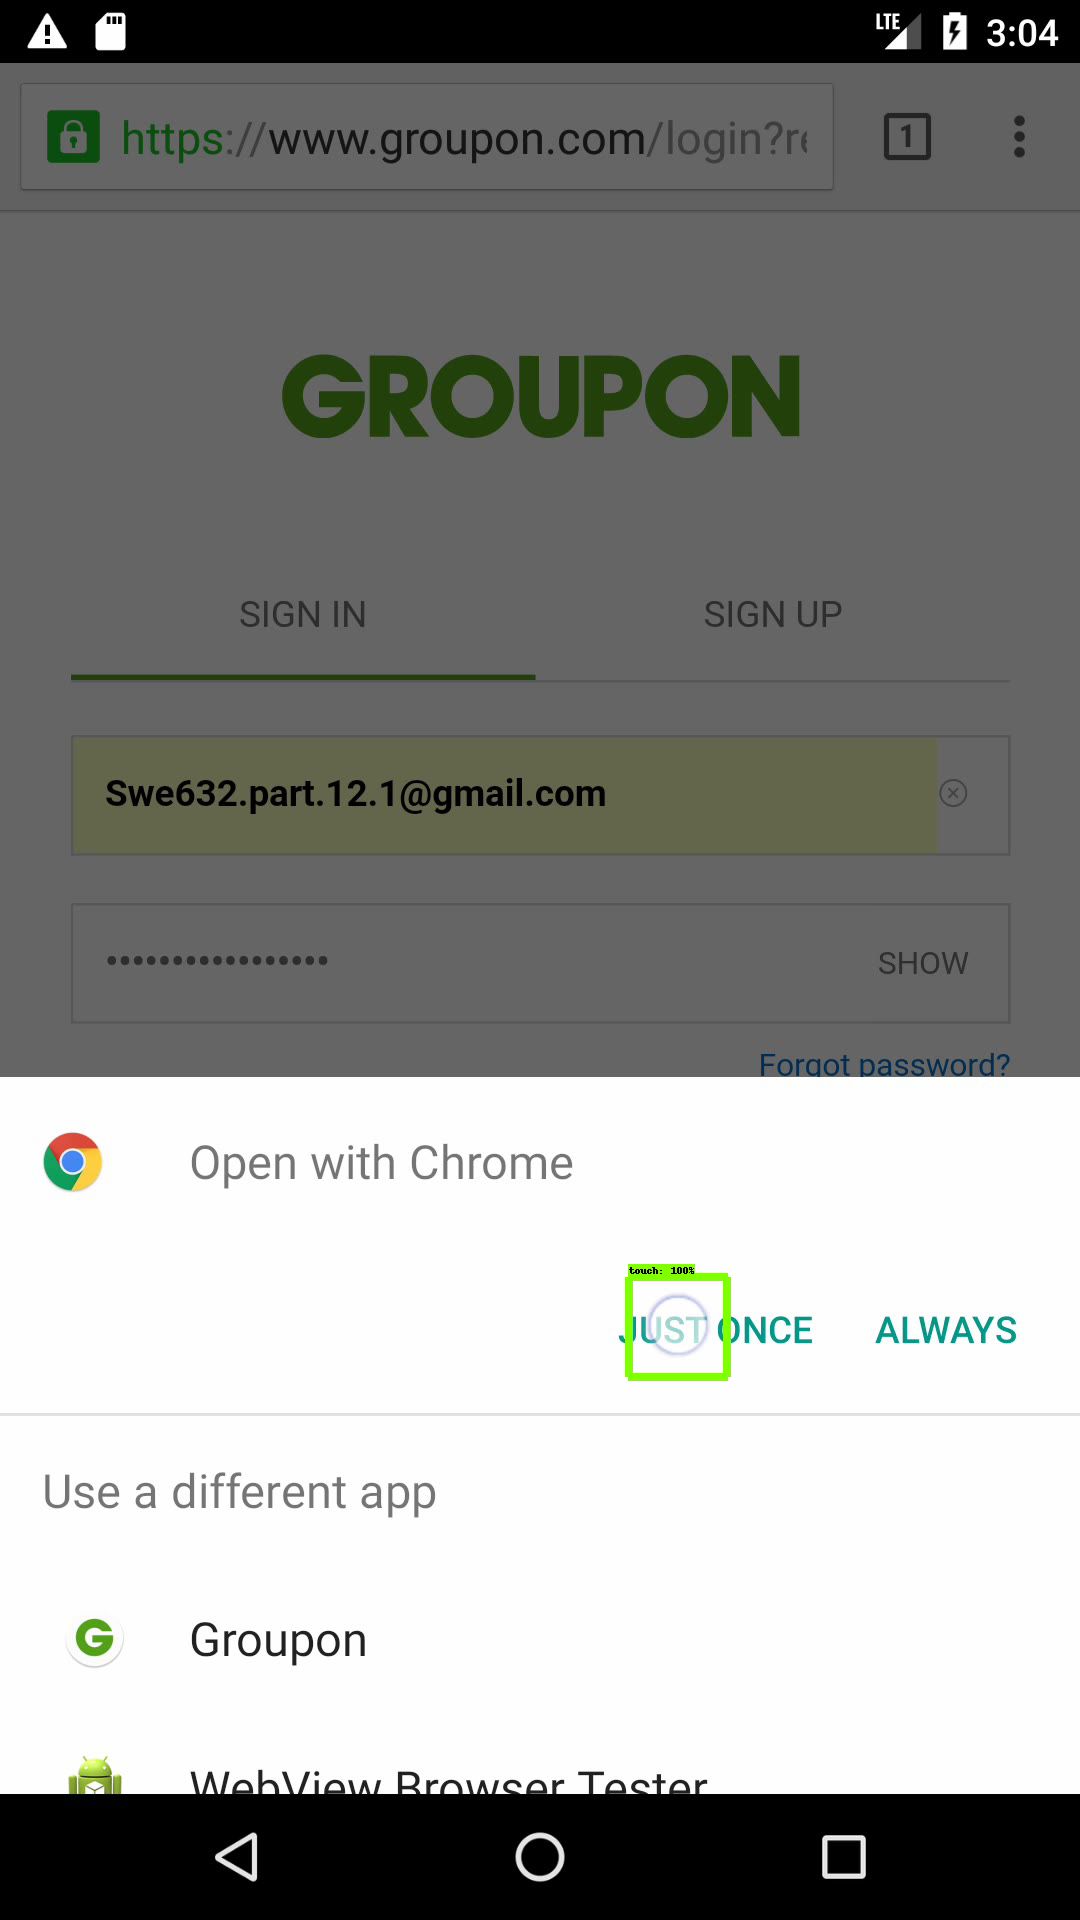 LTE 3:04
https://www.groupon.com/login?re
1
GROUPON
SIGN IN SIGN UP
Swe632.part.12.1@gmail.com
••••••••••••••••• SHOW
Forgot password?
Open with Chrome
touch: 100%
JUST ONCE ALWAYS
Use a different app
G
Groupon
WebView Browser Tester